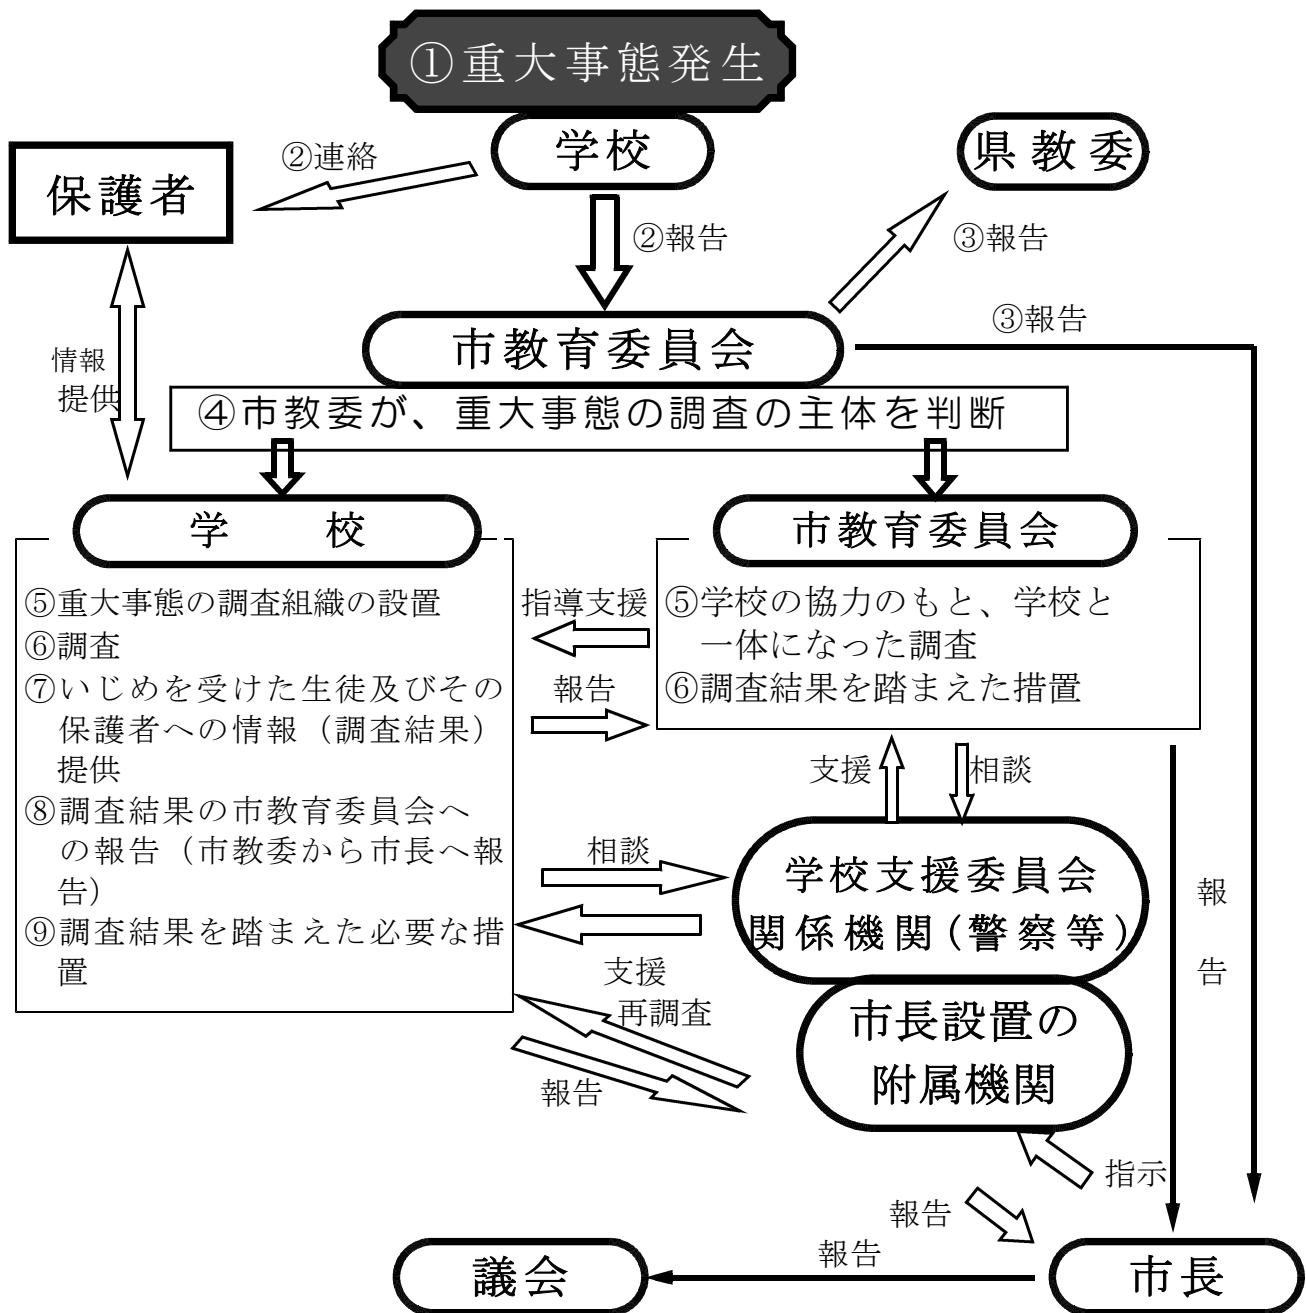 ①重大事態発生
学校
県教委
②連絡
保護者
②報告
③報告
③報告
市教育委員会
情報
提供
④市教委が、重大事態の調査の主体を判断
学　　校
市教育委員会
⑤重大事態の調査組織の設置
⑥調査
⑦いじめを受けた生徒及びその
保護者への情報（調査結果）
提供
⑧調査結果の市教育委員会へ
の報告（市教委から市長へ報
告）
⑨調査結果を踏まえた必要な措
置
指導支援
報告
⑤学校の協力のもと、学校と
一体になった調査
⑥調査結果を踏まえた措置
支援
相談
相談
学校支援委員会
関係機関（警察等）
支援
再調査
報告
市長設置の
附属機関
報
告
指示
報告
報告
議会
市長